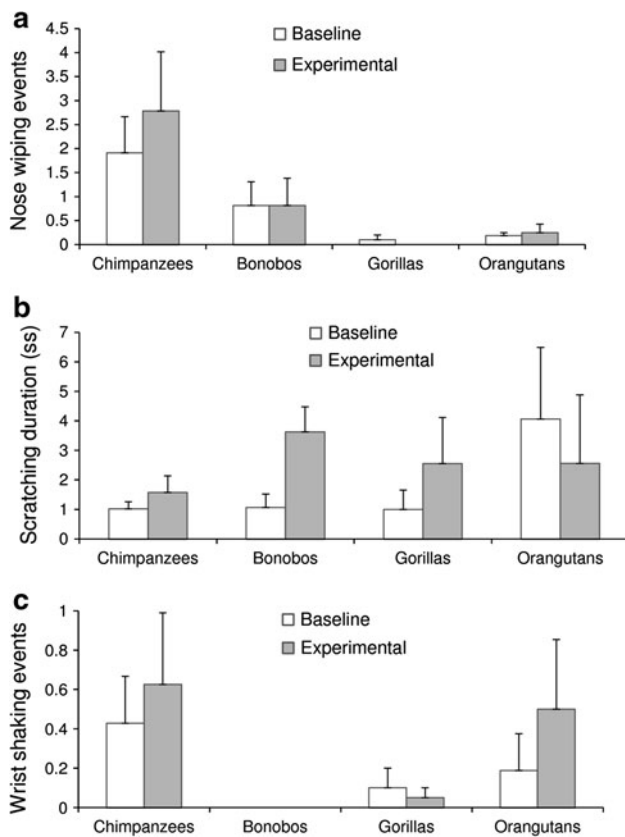 a
Nose wiping events
4.5
4
3.5
3
2.5
2
1.5
1
0.5
0
Baseline
Experimental
Chimpanzees Bonobos Gorillas Orangutans
b
Scratching duration (ss)
7
6
5
4
3
2
1
0
Baseline
Experimental
Chimpanzees Bonobos Gorillas Orangutans
c
Wrist shaking events
1
0.8
0.6
0.4
0.2
0
Baseline
Experimental
Chimpanzees Bonobos Gorillas Orangutans